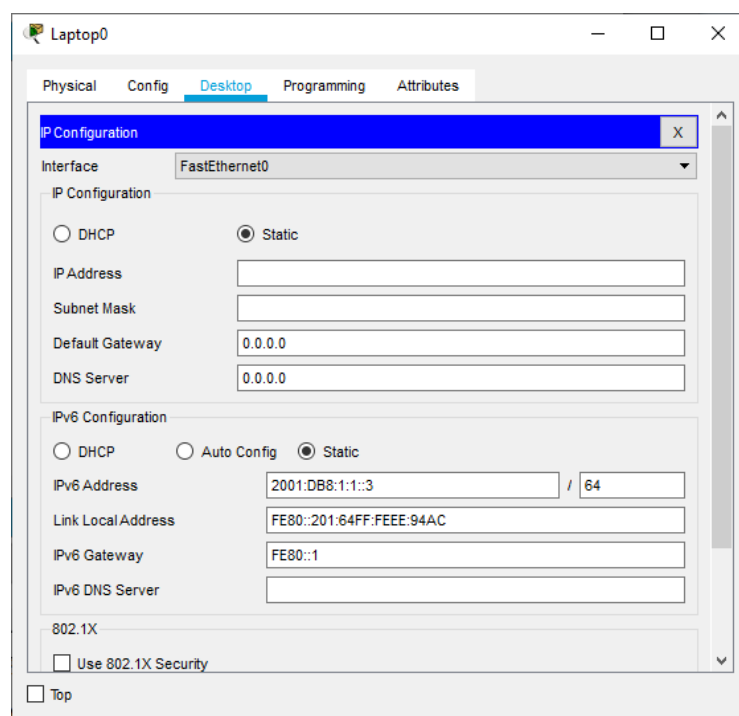 Laptop0
Physical Config Desktop Programming Attributes
IP Configuration X
Interface FastEthernet0
IP Configuration
DHCP Static
IP Address
Subnet Mask
Default Gateway 0.0.0.0
DNS Server 0.0.0.0
IPv6 Configuration
DHCP Auto Config Static
IPv6 Address 2001:DB8:1:1::3 / 64
Link Local Address FE80::201:64FF:FEEE:94AC
IPv6 Gateway FE80::1
IPv6 DNS Server
802.1X
Use 802.1X Security
Top